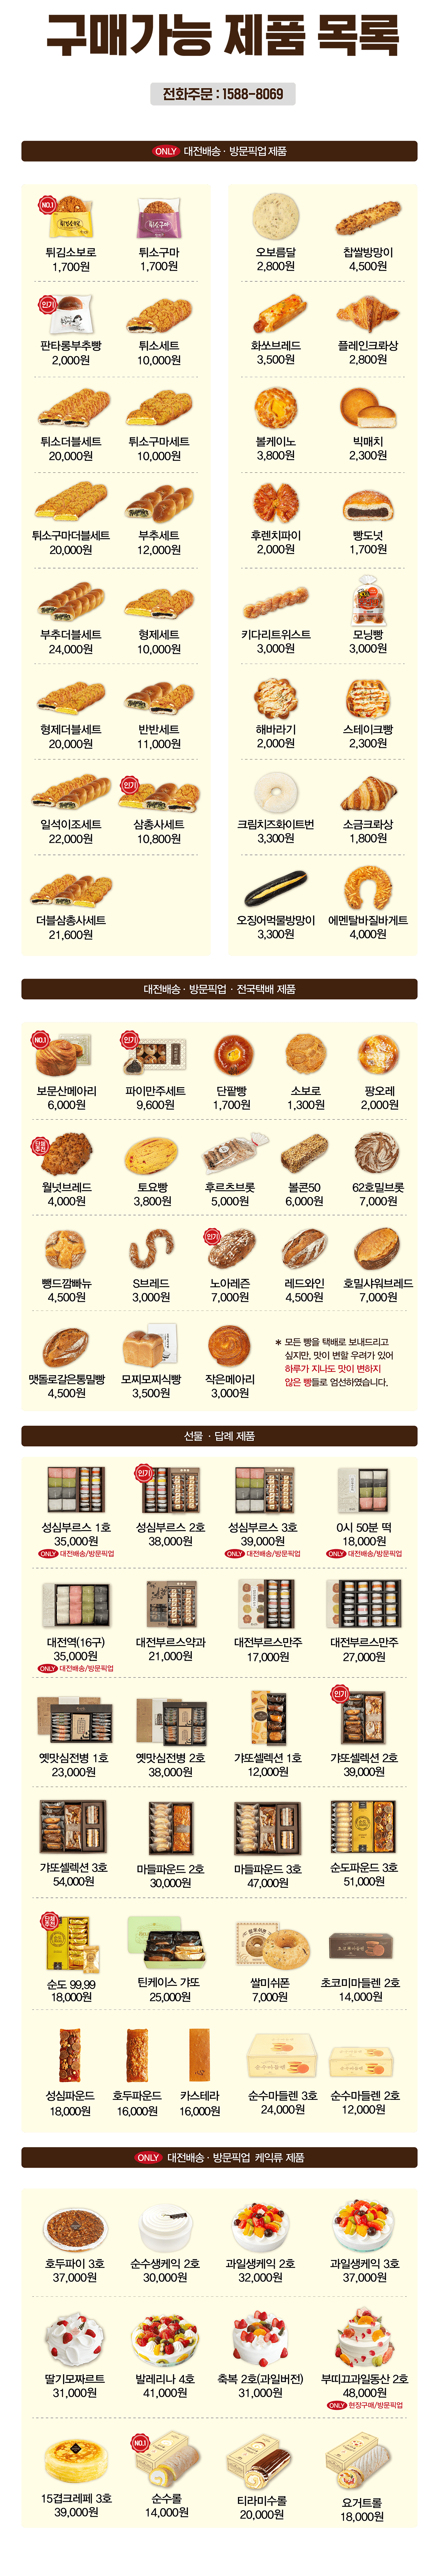 구매가능 제품 목록
전화주문 : 1588-8069
ONLY 대전배송 · 방문픽업 제품
NO.1
튀김소보로
1,700원
튀소구마
1,700원
오보름달
2,800원
찹쌀방망이
4,500원
인기
판타롱부추빵
2,000원
튀소세트
10,000원
화쏘브레드
3,500원
플레인크롸상
2,800원
튀소더블세트
20,000원
튀소구마세트
10,000원
볼케이노
3,800원
빅매치
2,300원
튀소구마더블세트
20,000원
부추세트
12,000원
후렌치파이
2,000원
빵도넛
1,700원
부추더블세트
24,000원
형제세트
10,000원
키다리트위스트
3,000원
모닝빵
3,000원
형제더블세트
20,000원
반반세트
11,000원
해바라기
2,000원
스테이크빵
2,300원
일석이조세트
22,000원
인기
삼총사세트
10,800원
크림치즈화이트번
3,300원
소금크롸상
1,800원
더블삼총사세트
21,600원
오징어먹물방망이
3,300원
에멘탈바질바게트
4,000원
대전배송 · 방문픽업 · 전국택배 제품
NO.1
보문산메아리
6,000원
인기
파이만주세트
9,600원
단팥빵
1,700원
소보로
1,300원
팡오레
2,000원
월넛브레드
4,000원
토요빵
3,800원
후르츠브롯
5,000원
볼콘50
6,000원
62호밀브롯
7,000원
뺑드깜빠뉴
4,500원
S브레드
3,000원
인기
노아레즌
7,000원
레드와인
4,500원
호밀샤워브레드
7,000원
맷돌로갈은통밀빵
4,500원
모찌모찌식빵
3,500원
작은메아리
3,000원
* 모든 빵을 택배로 보내드리고
싶지만, 맛이 변할 우려가 있어
하루가 지나도 맛이 변하지
않은 빵들로 엄선하였습니다.
선물 · 답례 제품
성심부르스 1호
35,000원
ONLY 대전배송/방문픽업
인기
성심부르스 2호
38,000원
성심부르스 3호
39,000원
ONLY 대전배송/방문픽업
0시 50분 떡
18,000원
ONLY 대전배송/방문픽업
대전역(16구)
35,000원
ONLY 대전배송/방문픽업
대전부르스약과
21,000원
대전부르스만주
17,000원
대전부르스만주
27,000원
옛맛심전병 1호
23,000원
옛맛심전병 2호
38,000원
갸또셀렉션 1호
12,000원
인기
갸또셀렉션 2호
39,000원
갸또셀렉션 3호
54,000원
마들파운드 2호
30,000원
마들파운드 3호
47,000원
순도파운드 3호
51,000원
순도 99.99
18,000원
틴케이스 갸또
25,000원
쌀미쉬폰
7,000원
초코미마들렌 2호
14,000원
성심파운드
18,000원
호두파운드
16,000원
카스테라
16,000원
순수마들렌 3호
24,000원
순수마들렌 2호
12,000원
ONLY 대전배송 · 방문픽업 케익류 제품
호두파이 3호
37,000원
순수생케익 2호
30,000원
과일생케익 2호
32,000원
과일생케익 3호
37,000원
딸기모짜르트
31,000원
발레리나 4호
41,000원
축복 2호(과일버전)
31,000원
부띠끄과일동산 2호
48,000원
ONLY 현장구매/방문픽업
15겹크레페 3호
39,000원
NO.1
순수롤
14,000원
티라미수롤
20,000원
요거트롤
18,000원